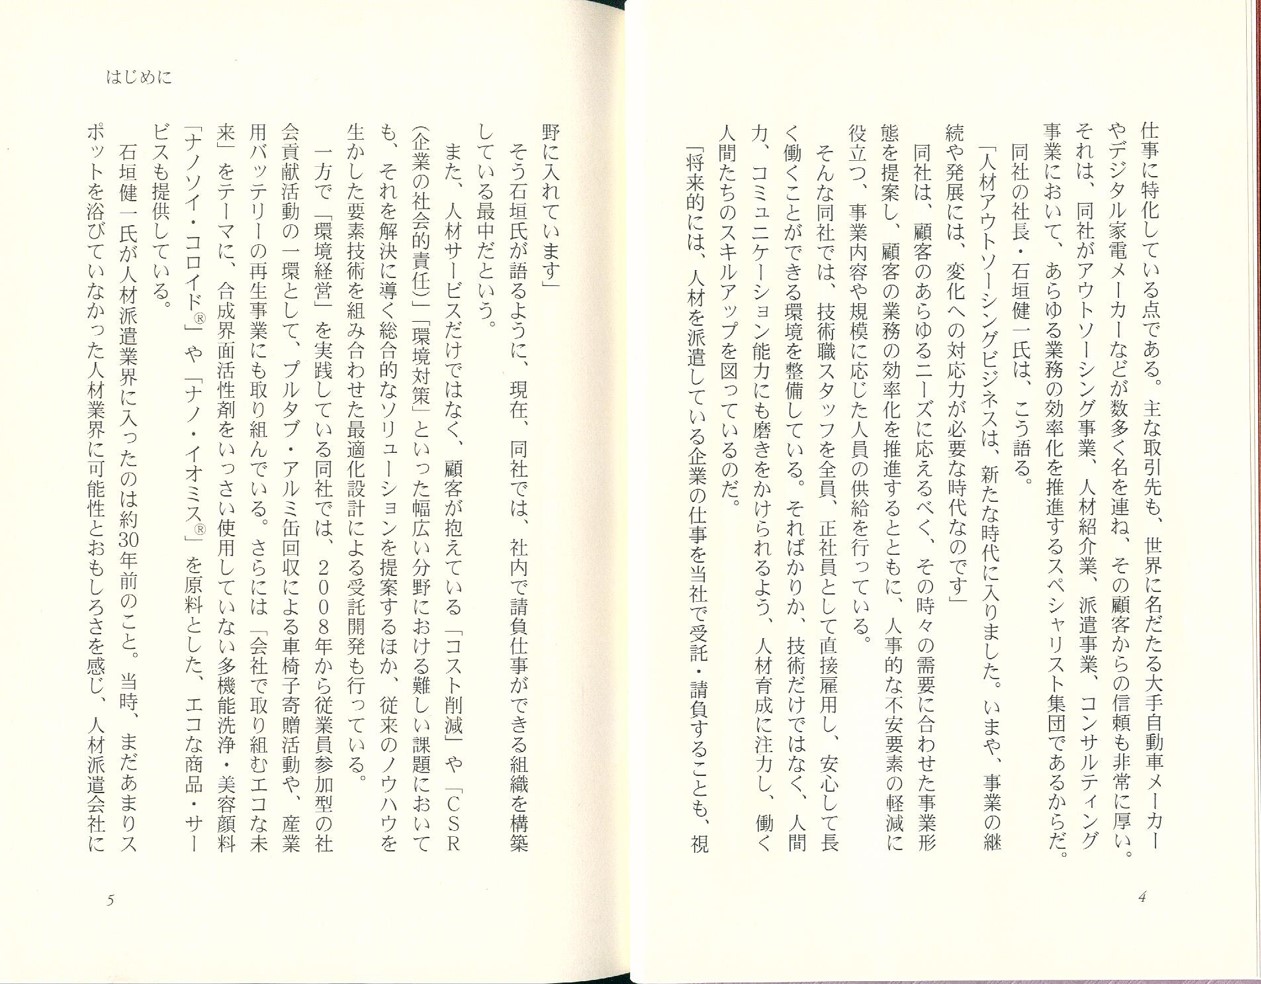 仕事に特化している点である。主な取引先も、世界に名だたる大手自動車メーカー
やデジタル家電メーカーなどが数多く名を連ね、その顧客からの信頼も非常に厚い。
それは、同社がアウトソーシング事業、人材紹介業、派遣事業、コンサルティング
事業において、あらゆる業務の効率化を推進するスペシャリスト集団であるからだ。
同社の社長・石垣健一氏は、こう語る。
「人材アウトソーシングビジネスは、新たな時代に入りました。いまや、事業の継
続や発展には、変化への対応力が必要な時代なのです」
同社は、顧客のあらゆるニーズに応えるべく、その時々の需要に合わせた事業形
態を提案し、顧客の業務の効率化を推進するとともに、人事的な不安要素の軽減に
役立つ、事業内容や規模に応じた人員の供給を行っている。
そんな同社では、技術職スタッフを全員、正社員として直接雇用し、安心して長
く働くことができる環境を整備している。そればかりか、技術だけではなく、人間
力、コミュニケーション能力にも磨きをかけられるよう、人材育成に注力し、働く
人間たちのスキルアップを図っているのだ。
「将来的には、人材を派遣している企業の仕事を当社で受託・請負することも、視
4
はじめに
野に入れています」
そう石垣氏が語るように、現在、同社では、社内で請負仕事ができる組織を構築
している最中だという。
また、人材サービスだけではなく、顧客が抱えている「コスト削減」や「ＣＳＲ
（企業の社会的責任）」「環境対策」といった幅広い分野における難しい課題において
も、それを解決に導く総合的なソリューションを提案するほか、従来のノウハウを
生かした要素技術を組み合わせた最適化設計による受託開発も行っている。
一方で「環境経営」を実践している同社では、２００８年から従業員参加型の社
会貢献活動の一環として、プルタブ・アルミ缶回収による車椅子寄贈活動や、産業
用バッテリーの再生事業にも取り組んでいる。さらには「会社で取り組むエコな未
来」をテーマに、合成界面活性剤をいっさい使用していない多機能洗浄・美容顔料
「ナノソイ・コロイド®」や「ナノ・イオミス®」を原料とした、エコな商品・サー
ビスも提供している。
石垣健一氏が人材派遣業界に入ったのは約30年前のこと。当時、まだあまりス
ポットを浴びていなかった人材業界に可能性とおもしろさを感じ、人材派遣会社に
5